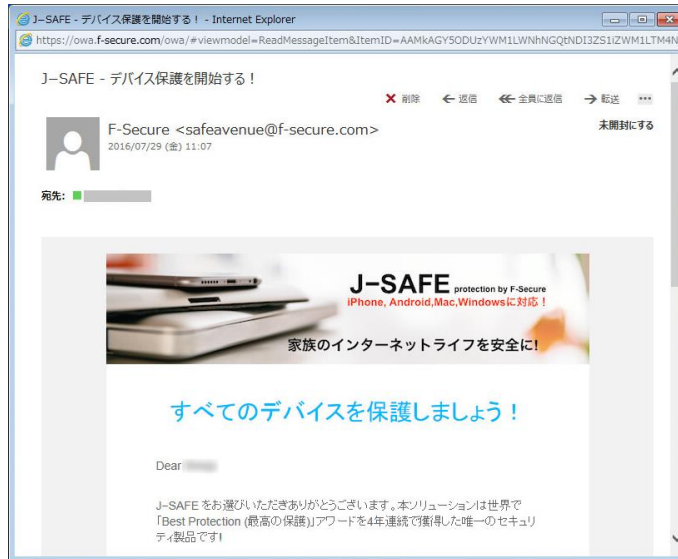 J-SAFE - デバイス保護を開始する！ - Internet Explorer
https://owa.f-secure.com/owa/#viewmodel=ReadMessageItem&ItemID=AAMkAGY5ODUzYWM1LWNhNGQtNDI3ZS1iZWM1LTM4N
J-SAFE - デバイス保護を開始する！
削除 返信 全員に返信 転送 ...
F-Secure <safeavenue@f-secure.com> 未開封にする
2016/07/29 (金) 11:07
宛先:
J-SAFE protection by F-Secure
iPhone, Android,Mac,Windowsに対応！
家族のインターネットライフを安全に!
すべてのデバイスを保護しましょう！
Dear
J-SAFE をお選びいただきありがとうございます。本ソリューションは世界で
「Best Protection (最高の保護)」アワードを4年連続で獲得した唯一のセキュリ
ティ製品です!